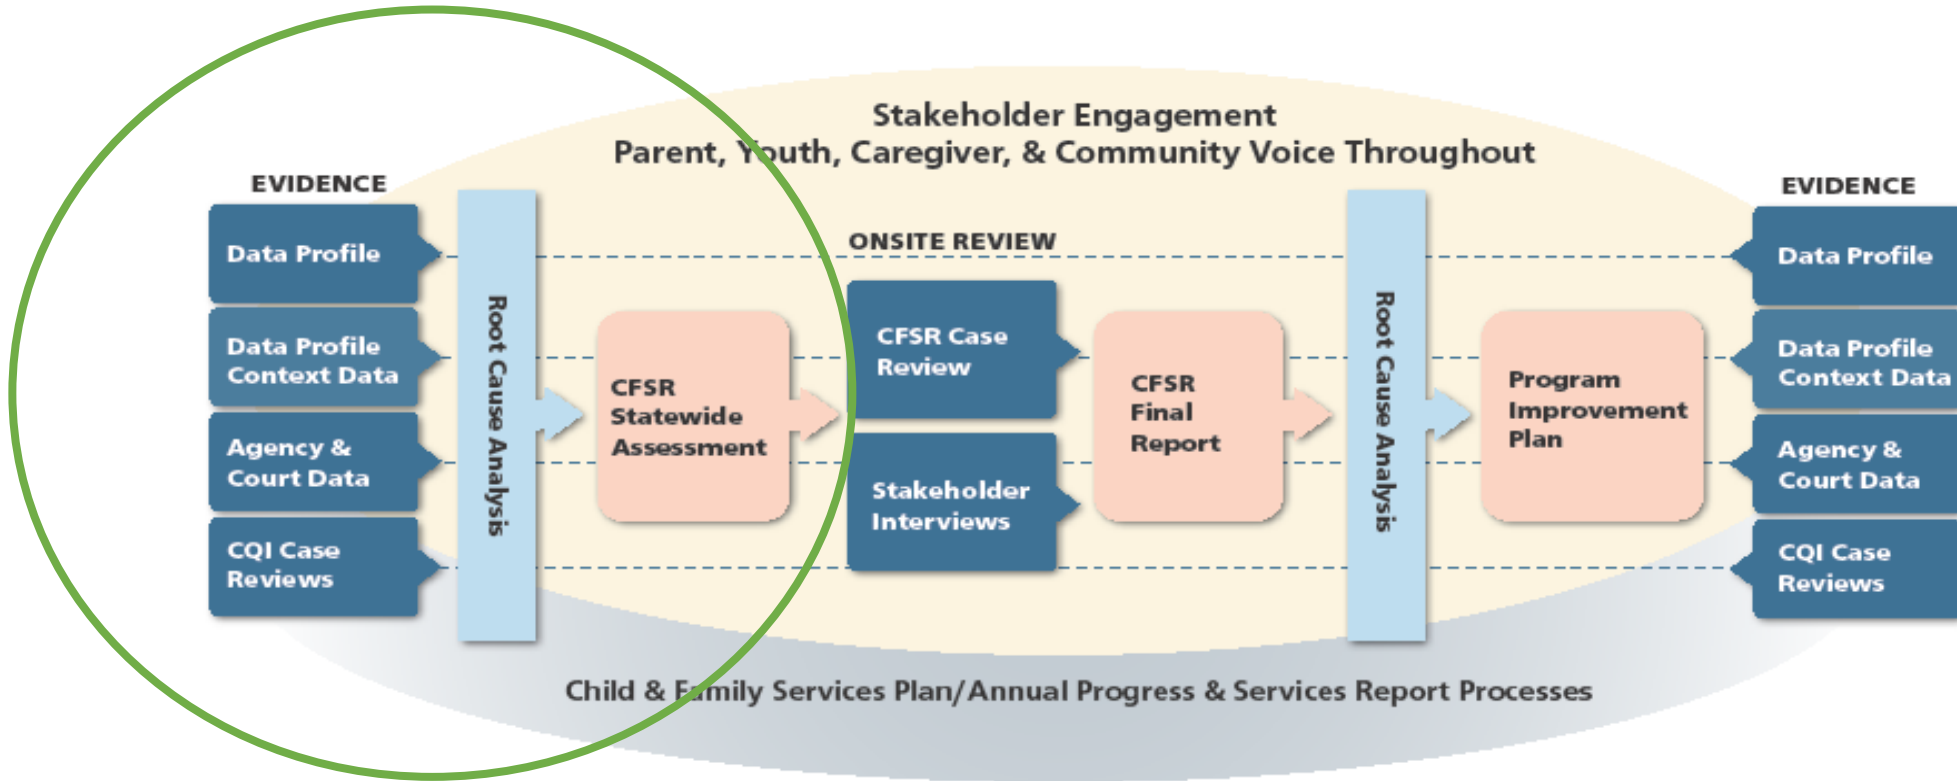 Stakeholder Engagement
Parent, Youth, Caregiver, & Community Voice Throughout
EVIDENCE
Data Profile
Data Profile
Context Data
Agency &
Court Data
CQI Case
Reviews
Root Cause Analysis
CFSR
Statewide
Assessment
ONSITE REVIEW
CFSR Case
Review
Stakeholder
Interviews
CFSR
Final
Report
Root Cause Analysis
Program
Improvement
Plan
EVIDENCE
Data Profile
Data Profile
Context Data
Agency &
Court Data
CQI Case
Reviews
Child & Family Services Plan/Annual Progress & Services Report Processes